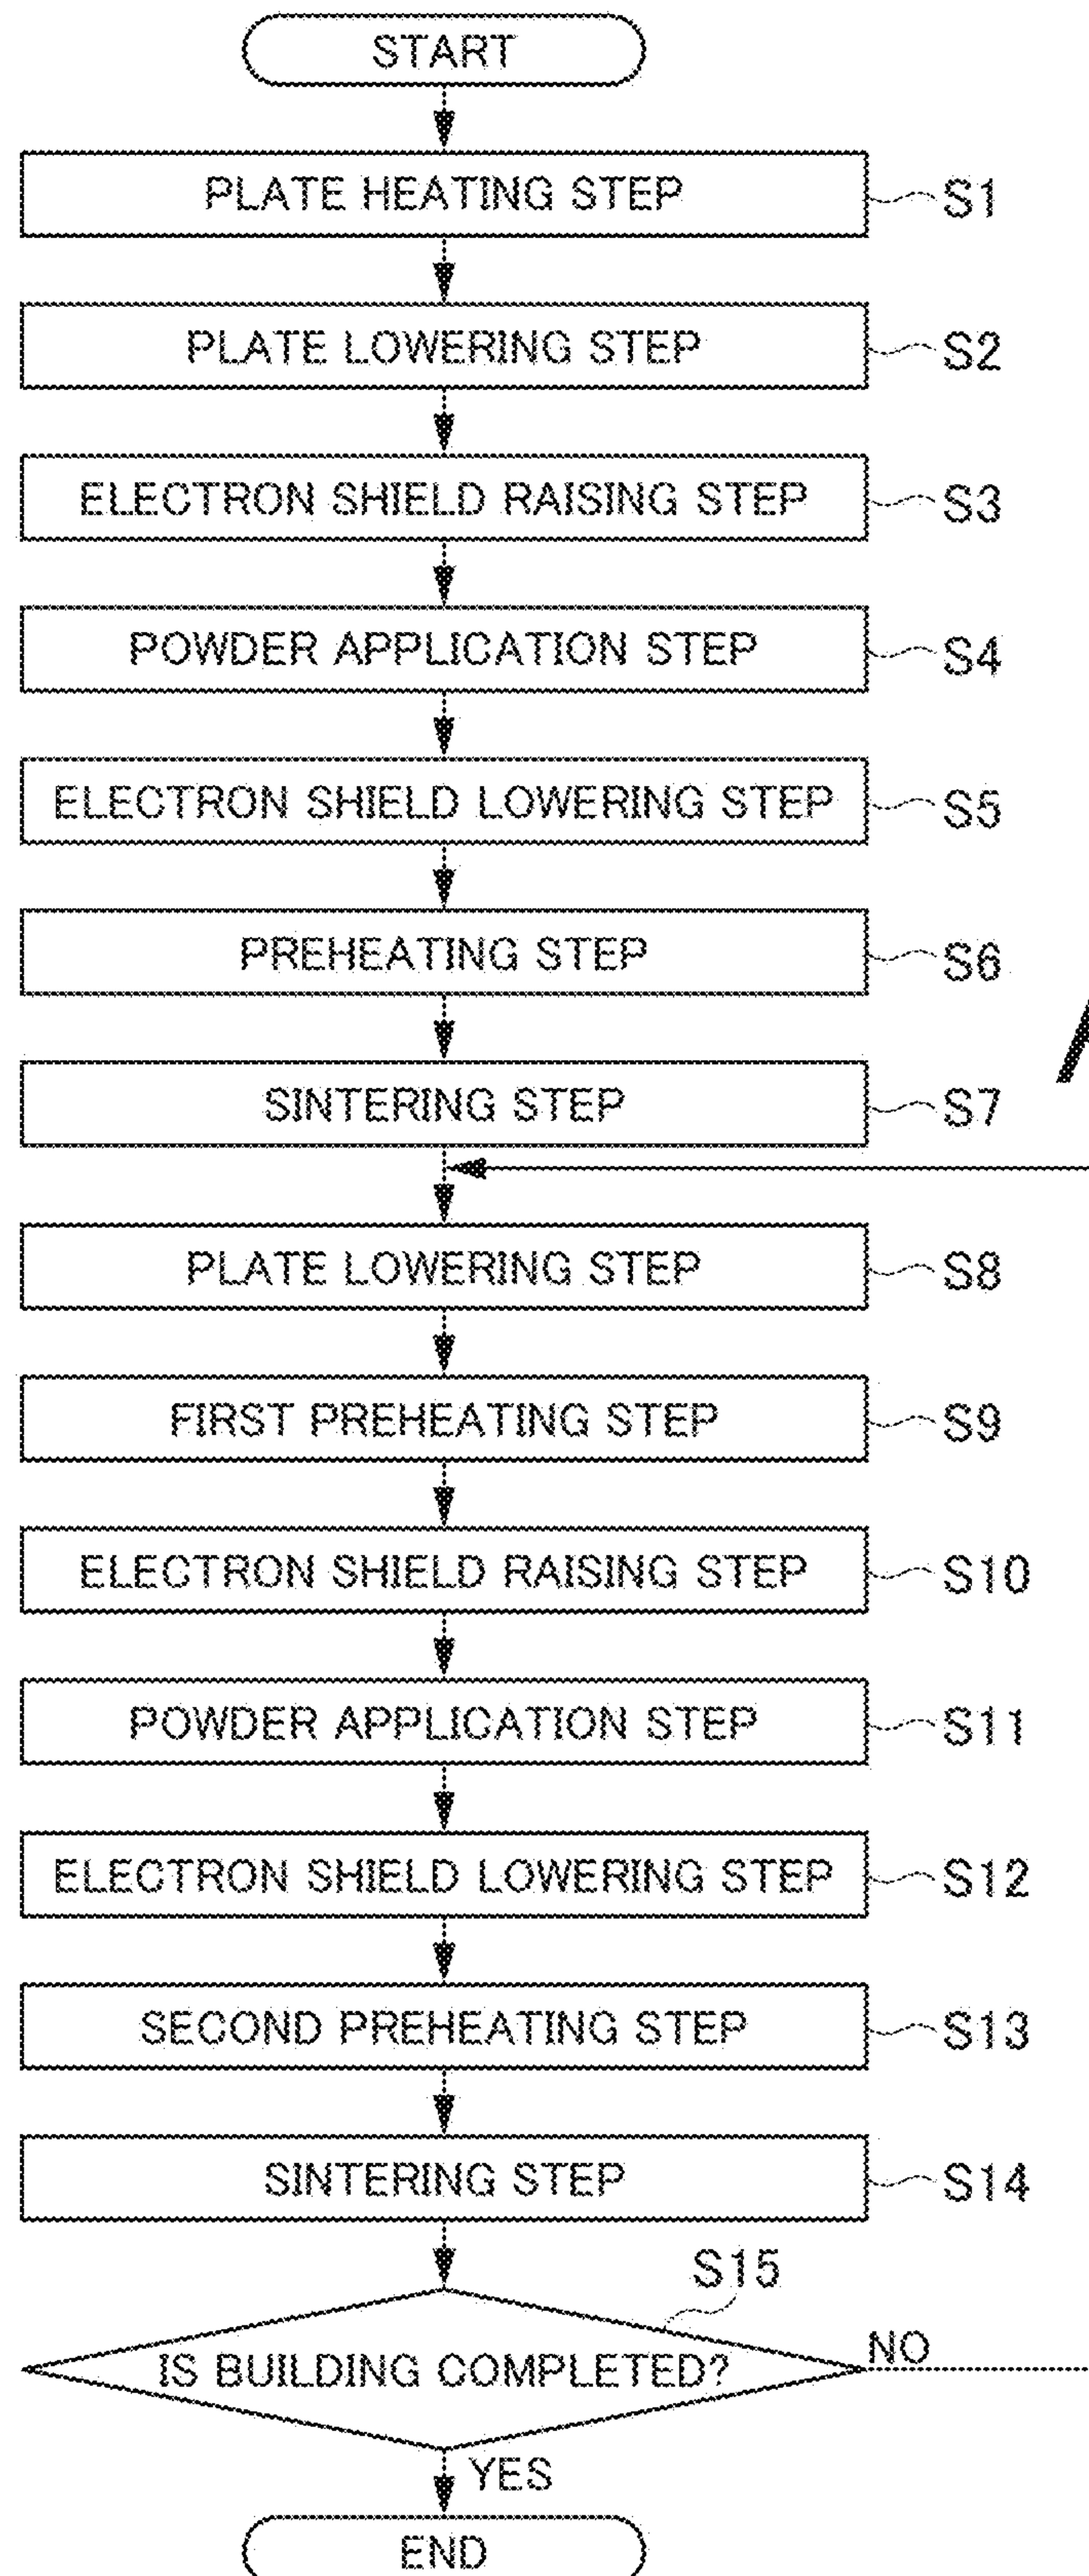 START
PLATE HEATING STEP S1
PLATE LOWERING STEP S2
ELECTRON SHIELD RAISING STEP S3
POWDER APPLICATION STEP S4
ELECTRON SHIELD LOWERING STEP S5
PREHEATING STEP S6
SINTERING STEP S7
PLATE LOWERING STEP S8
FIRST PREHEATING STEP S9
ELECTRON SHIELD RAISING STEP S10
POWDER APPLICATION STEP S11
ELECTRON SHIELD LOWERING STEP S12
SECOND PREHEATING STEP S13
SINTERING STEP S14
S15
IS BUILDING COMPLETED? NO
YES
END